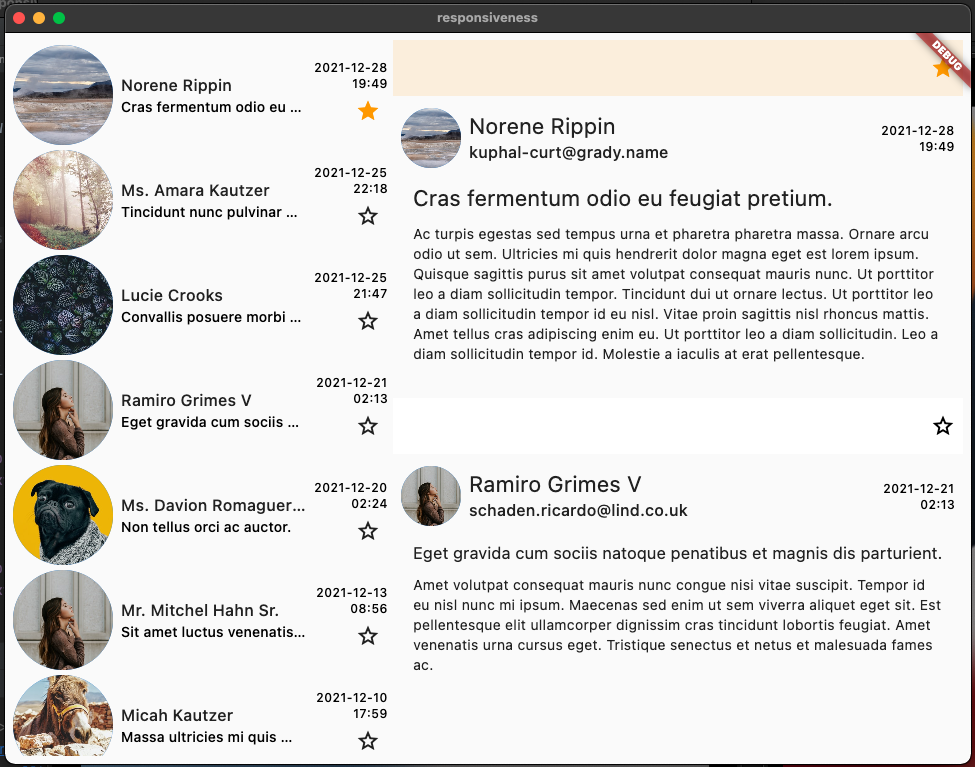 responsiveness
DEBUG
Norene Rippin
Cras fermentum odio eu ...
2021-12-28
19:49
Ms. Amara Kautzer
Tincidunt nunc pulvinar ...
2021-12-25
22:18
Lucie Crooks
Convallis posuere morbi ...
2021-12-25
21:47
Ramiro Grimes V
Eget gravida cum sociis ...
2021-12-21
02:13
Ms. Davion Romaguer...
Non tellus orci ac auctor.
2021-12-20
02:24
Mr. Mitchel Hahn Sr.
Sit amet luctus venenatis...
2021-12-13
08:56
Micah Kautzer
Massa ultricies mi quis ...
2021-12-10
17:59
Norene Rippin
kuphal-curt@grady.name
2021-12-28
19:49
Cras fermentum odio eu feugiat pretium.
Ac turpis egestas sed tempus urna et pharetra pharetra massa. Ornare arcu
odio ut sem. Ultricies mi quis hendrerit dolor magna eget est lorem ipsum.
Quisque sagittis purus sit amet volutpat consequat mauris nunc. Ut porttitor
leo a diam sollicitudin tempor. Tincidunt dui ut ornare lectus. Ut porttitor leo
a diam sollicitudin tempor id eu nisl. Vitae proin sagittis nisl rhoncus mattis.
Amet tellus cras adipiscing enim eu. Ut porttitor leo a diam sollicitudin. Leo a
diam sollicitudin tempor id. Molestie a iaculis at erat pellentesque.
Ramiro Grimes V
schaden.ricardo@lind.co.uk
2021-12-21
02:13
Eget gravida cum sociis natoque penatibus et magnis dis parturient.
Amet volutpat consequat mauris nunc congue nisi vitae suscipit. Tempor id
eu nisl nunc mi ipsum. Maecenas sed enim ut sem viverra aliquet eget sit. Est
pellentesque elit ullamcorper dignissim cras tincidunt lobortis feugiat. Amet
venenatis urna cursus eget. Tristique senectus et netus et malesuada fames
ac.